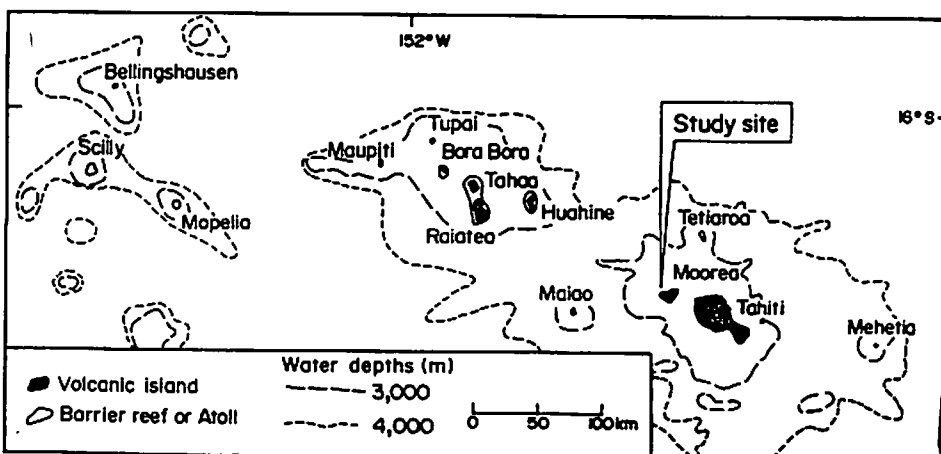 152°W
Bellingshausen
16°S
Study site
Tupai
Scilly
Maupiti
Bora Bora
Tahaa
Mopelia
Huahine
Tetiaroa
Raiatea
Moorea
Maiao
Tahiti
Mehetia
Water depths (m)
Volcanic island
3,000
Barrier reef or Atoll
4,000
0 50 100km